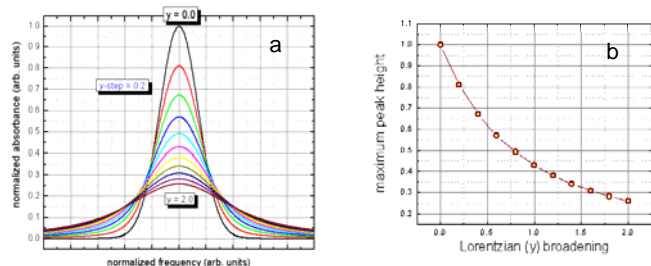 y = 0.0
a
y-step = 0.2
y = 2.0
1.0
0.9
0.8
0.7
0.6
0.5
0.4
0.3
0.2
0.1
0.0
normalized absorbance (arb. units)
normalized frequency (arb. units)
b
1.1
1.0
0.9
0.8
0.7
0.6
0.5
0.4
0.3
0.2
maximum peak height
0.0 0.5 1.0 1.5 2.0
Lorentzian (y) broadening